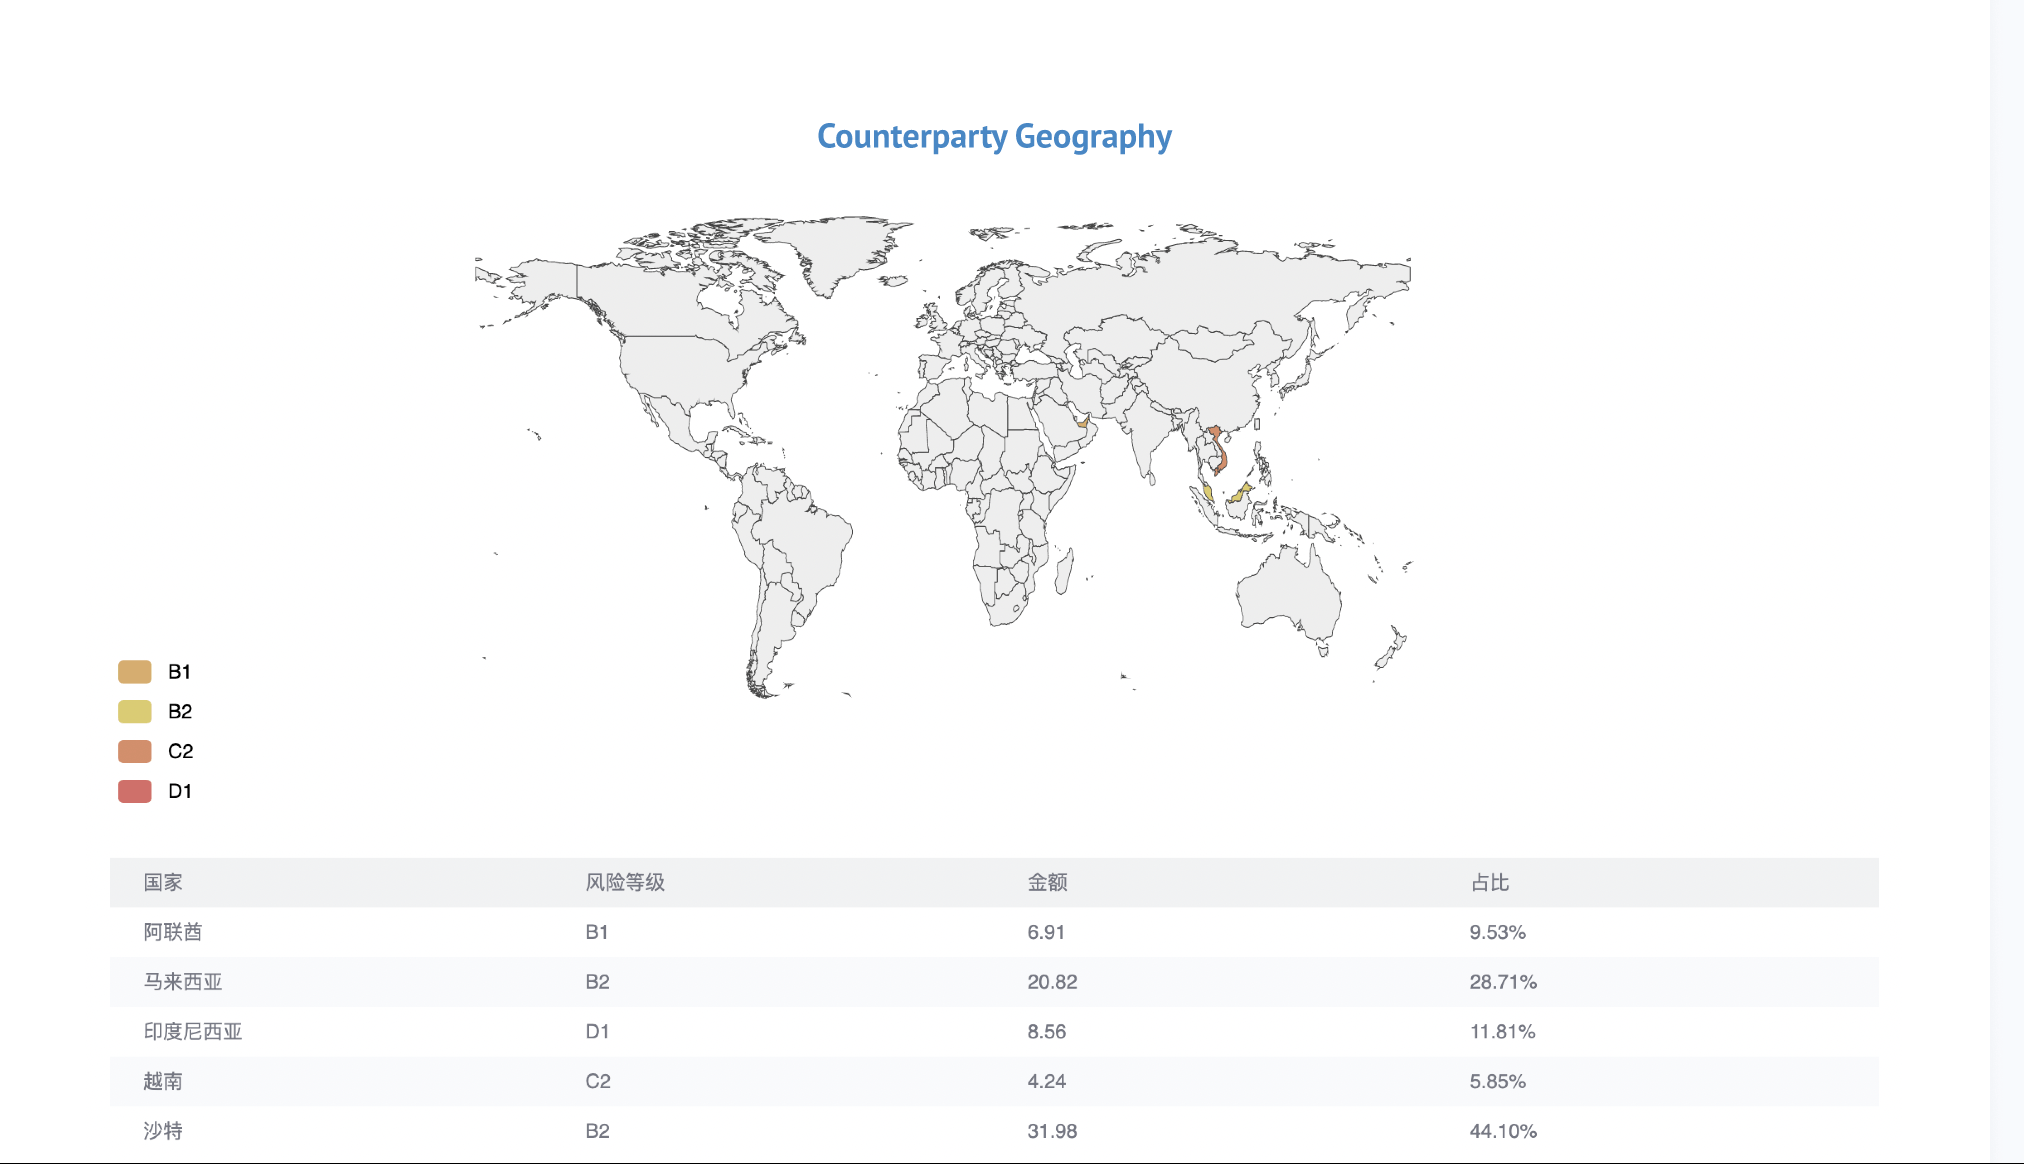 Counterparty Geography
B1
B2
C2
D1
国家 风险等级 金额 占比
阿联酋 B1 6.91 9.53%
马来西亚 B2 20.82 28.71%
印度尼西亚 D1 8.56 11.81%
越南 C2 4.24 5.85%
沙特 B2 31.98 44.10%